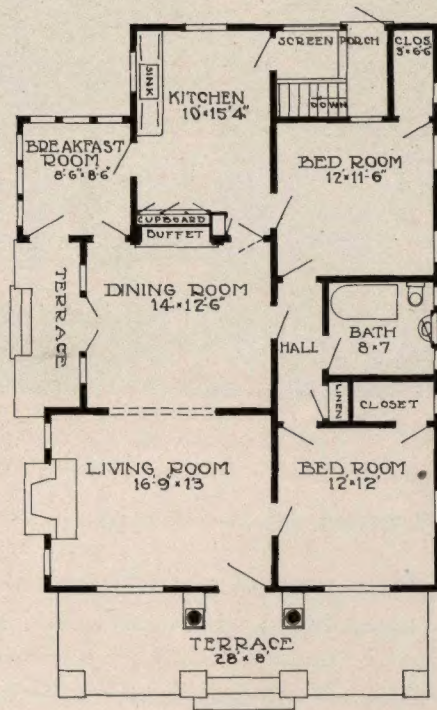 SCREEN PORCH
CLOS
3'×6'-6"
SINK
KITCHEN
10'×15'4"
DOWN
BREAKFAST
ROOM
8'-6"×8'-6"
BED ROOM
12'×11'-6"
CUPBOARD
BUFFET
TERRACE
DINING ROOM
14'×12'-6"
HALL
BATH
8×7
LINEN
CLOSET
LIVING ROOM
16'-9"×13
BED ROOM
12'×12'
TERRACE
28'×8'